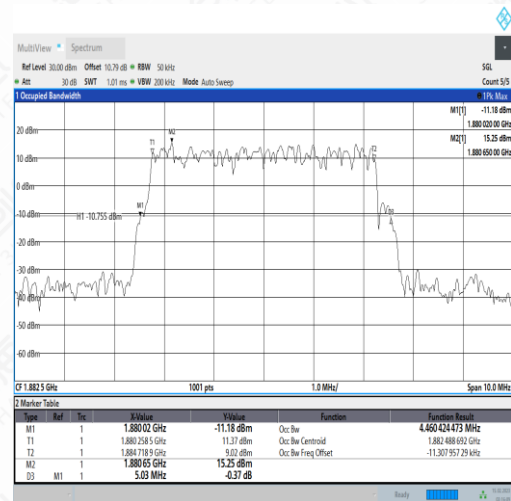 MultiView Spectrum
Ref Level 30.00 dBm Offset 10.79 dB RBW 50 kHz SGL
Att 30 dB SWT 1.01 ms VBW 200 kHz Mode Auto Sweep Count 5/5
1 Occupied Bandwidth 1Pk Max
M1[1] -11.18 dBm
1.880 020 00 GHz
M2[1] 15.25 dBm
1.880 650 00 GHz
20 dBm
T1
M2
T2
10 dBm
0 dBm
-10 dBm
M1
H1 -10.755 dBm
D3
-20 dBm
-30 dBm
-40 dBm
-50 dBm
-60 dBm
CF 1.882 5 GHz 1001 pts 1.0 MHz/ Span 10.0 MHz
2 Marker Table
Type Ref Trc X-Value Y-Value Function Function Result
M1 1 1.880 02 GHz -11.18 dBm Occ Bw 4.460 424 473 MHz
T1 1 1.880 258 5 GHz 11.37 dBm Occ Bw Centroid 1.882 488 692 GHz
T2 1 1.884 718 9 GHz 9.02 dBm Occ Bw Freq Offset -11.307 957 29 kHz
M2 1 1.880 65 GHz 15.25 dBm
D3 M1 1 5.03 MHz -0.37 dB
Ready